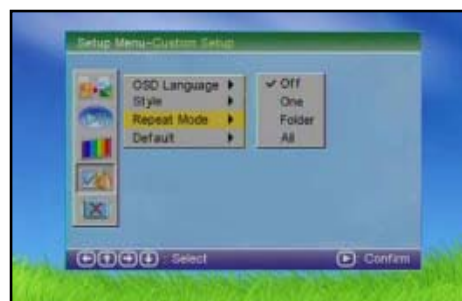 Setup Menu-Custom Setup
OSD Language
Style
Repeat Mode
Default
Off
One
Folder
All
: Select
: Confirm